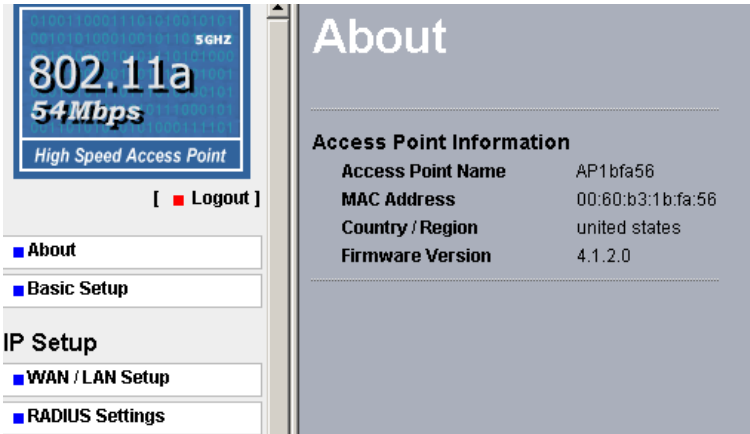 5GHZ
802.11a
54Mbps
High Speed Access Point
[ Logout ]
About
Basic Setup
IP Setup
WAN / LAN Setup
RADIUS Settings
About
Access Point Information
Access Point Name AP1bfa56
MAC Address 00:60:b3:1b:fa:56
Country / Region united states
Firmware Version 4.1.2.0